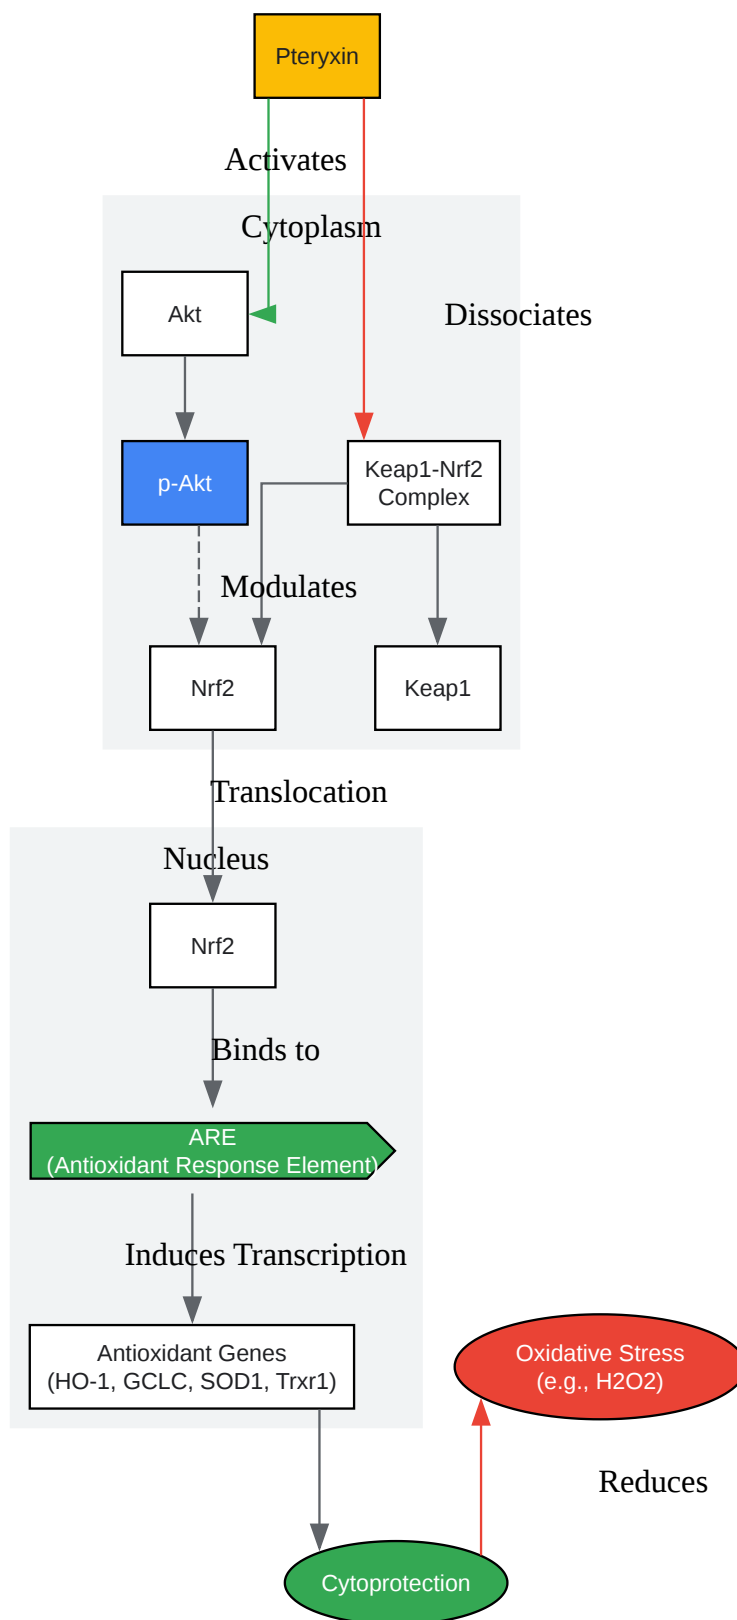 Pteryxin
Activates
Cytoplasm
Akt
Dissociates
p-Akt
Keap1-Nrf2
Complex
Modulates
Nrf2
Keap1
Translocation
Nucleus
Nrf2
Binds to
ARE
(Antioxidant Response Element)
Induces Transcription
Antioxidant Genes
(HO-1, GCLC, SOD1, Trxr1)
Oxidative Stress
(e.g., H2O2)
Reduces
Cytoprotection